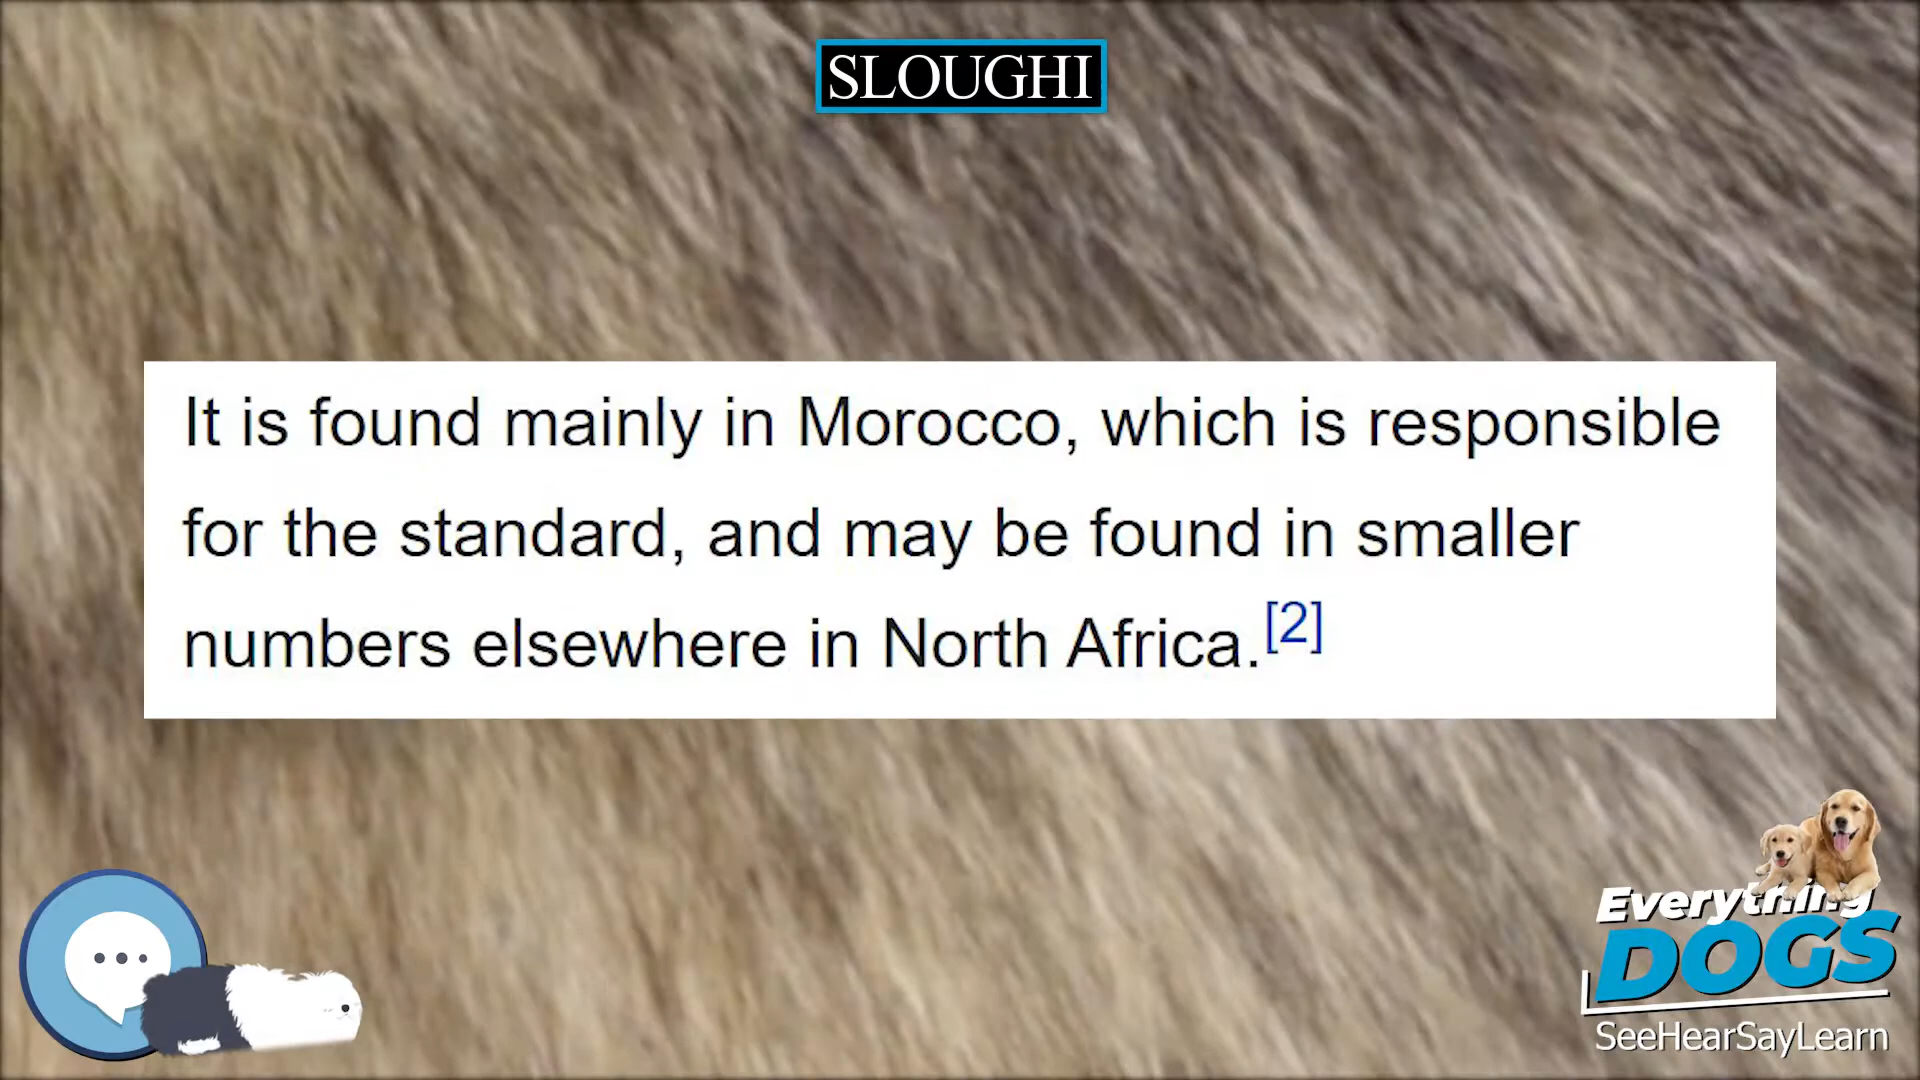 SLOUGHI
It is found mainly in Morocco, which is responsible
for the standard, and may be found in smaller
numbers elsewhere in North Africa.[2]
Everything
DOGS
SeeHearSayLearn